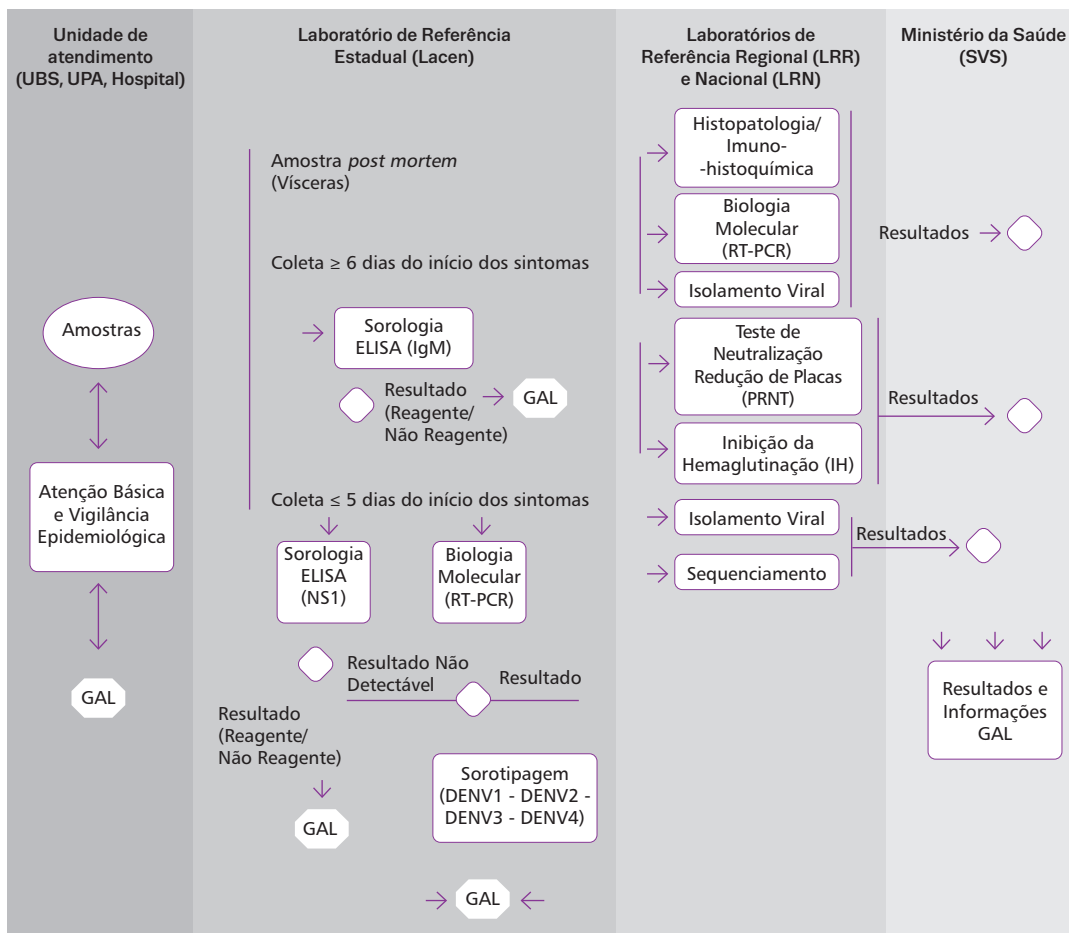 Unidade de
atendimento
(UBS, UPA, Hospital)
Amostras
Atenção Básica
e Vigilância
Epidemiológica
GAL
Laboratório de Referência
Estadual (Lacen)
Amostra post mortem
(Vísceras)
Coleta ≥ 6 dias do início dos sintomas
Sorologia
ELISA (IgM)
Resultado
(Reagente/
Não Reagente)
GAL
Coleta ≤ 5 dias do início dos sintomas
Sorologia
ELISA
(NS1)
Biologia
Molecular
(RT-PCR)
Resultado Não
Detectável
Resultado
Resultado
(Reagente/
Não Reagente)
GAL
Sorotipagem
(DENV1 - DENV2 -
DENV3 - DENV4)
GAL
Laboratórios de
Referência Regional (LRR)
e Nacional (LRN)
Histopatologia/
Imuno-
-histoquímica
Biologia
Molecular
(RT-PCR)
Isolamento Viral
Teste de
Neutralização
Redução de Placas
(PRNT)
Inibição da
Hemaglutinação (IH)
Isolamento Viral
Sequenciamento
Ministério da Saúde
(SVS)
Resultados
Resultados
Resultados
Resultados e
Informações
GAL